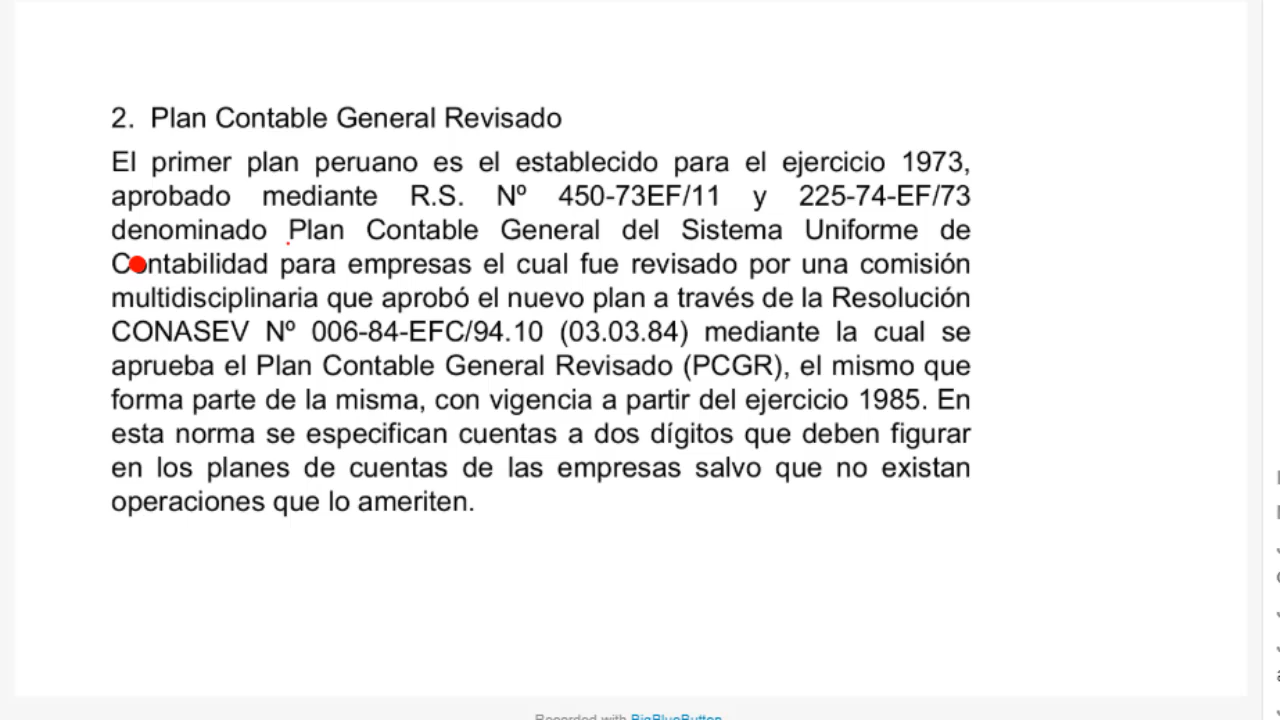 2. Plan Contable General Revisado
El primer plan peruano es el establecido para el ejercicio 1973,
aprobado mediante R.S. Nº 450-73EF/11 y 225-74-EF/73
denominado Plan Contable General del Sistema Uniforme de
Contabilidad para empresas el cual fue revisado por una comisión
multidisciplinaria que aprobó el nuevo plan a través de la Resolución
CONASEV Nº 006-84-EFC/94.10 (03.03.84) mediante la cual se
aprueba el Plan Contable General Revisado (PCGR), el mismo que
forma parte de la misma, con vigencia a partir del ejercicio 1985. En
esta norma se especifican cuentas a dos dígitos que deben figurar
en los planes de cuentas de las empresas salvo que no existan
operaciones que lo ameriten.
Recorded with BigBlueButton